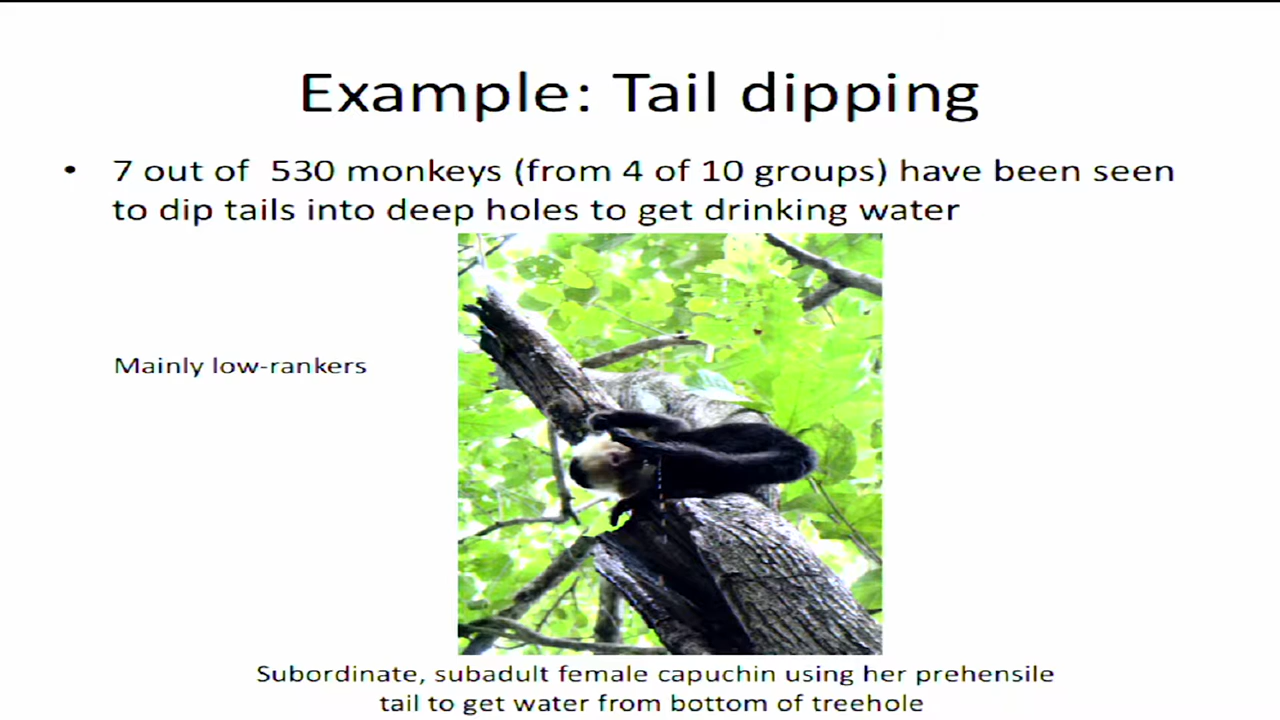 Example: Tail dipping
• 7 out of 530 monkeys (from 4 of 10 groups) have been seen
to dip tails into deep holes to get drinking water
Mainly low-rankers
Subordinate, subadult female capuchin using her prehensile
tail to get water from bottom of treehole